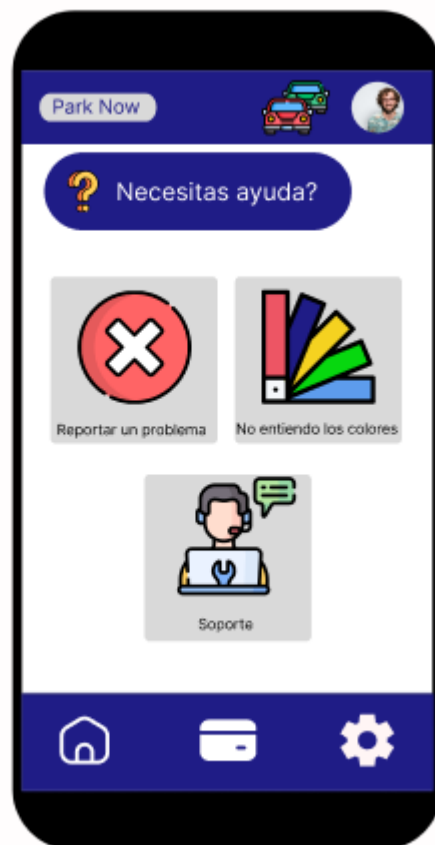 Park Now
Necesitas ayuda?
Reportar un problema
No entiendo los colores
Soporte